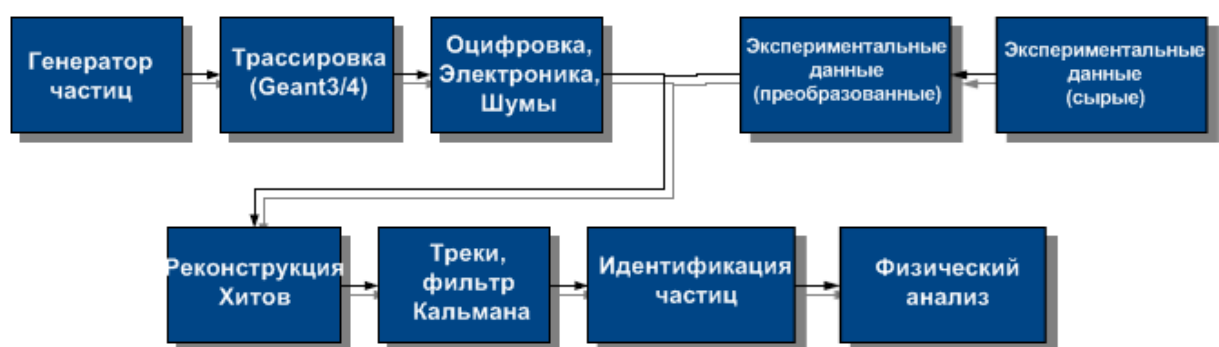 Генератор
частиц
Трассировка
(Geant3/4)
Оцифровка,
Электроника,
Шумы
Экспериментальные
данные
(преобразованные)
Экспериментальные
данные
(сырые)
Реконструкция
Хитов
Треки,
фильтр
Кальмана
Идентификация
частиц
Физический
анализ